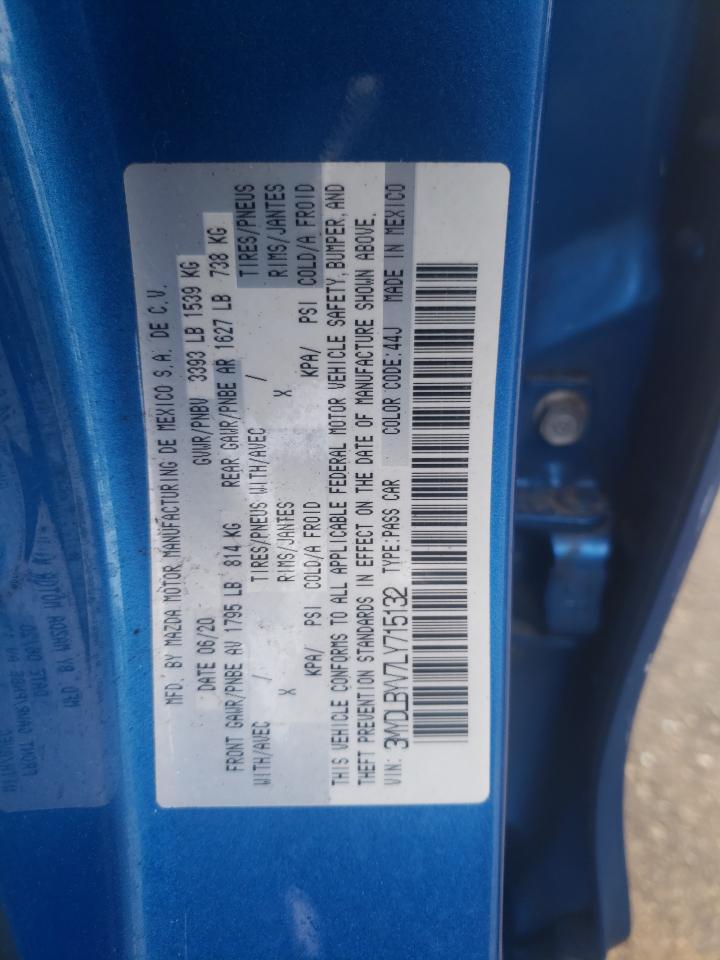 MFD. BY MAZDA MOTOR MANUFACTURING DE MEXICO S.A. DE C.V.
DATE 06/20 GVWR/PNBV 3393 LB 1539 KG
FRONT GAWR/PNBE AV 1795 LB 814 KG REAR GAWR/PNBE AR 1627 LB 738 KG
WITH/AVEC / TIRES/PNEUS WITH/AVEC / TIRES/PNEUS
X RIMS/JANTES X RIMS/JANTES
KPA/ PSI COLD/A FROID KPA/ PSI COLD/A FROID
THIS VEHICLE CONFORMS TO ALL APPLICABLE FEDERAL MOTOR VEHICLE SAFETY, BUMPER, AND
THEFT PREVENTION STANDARDS IN EFFECT ON THE DATE OF MANUFACTURE SHOWN ABOVE.
VIN: 3MYDLBYV7LY715132 TYPE:PASS CAR COLOR CODE:44J MADE IN MEXICO